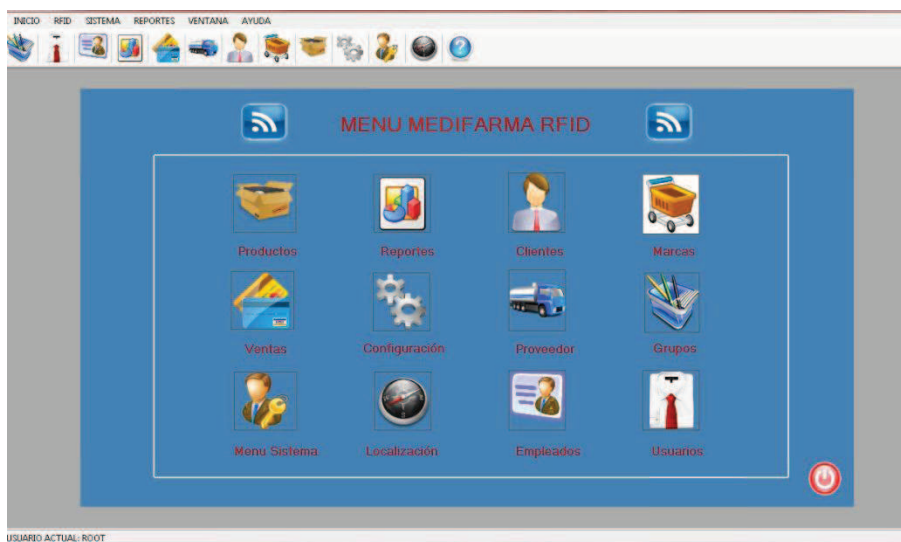 INICIO RFID SISTEMA REPORTES VENTANA AYUDA
MENU MEDIFARMA RFID
Productos Reportes Clientes Marcas
Ventas Configuración Proveedor Grupos
Menu Sistema Localización Empleados Usuarios
USUARIO ACTUAL: ROOT